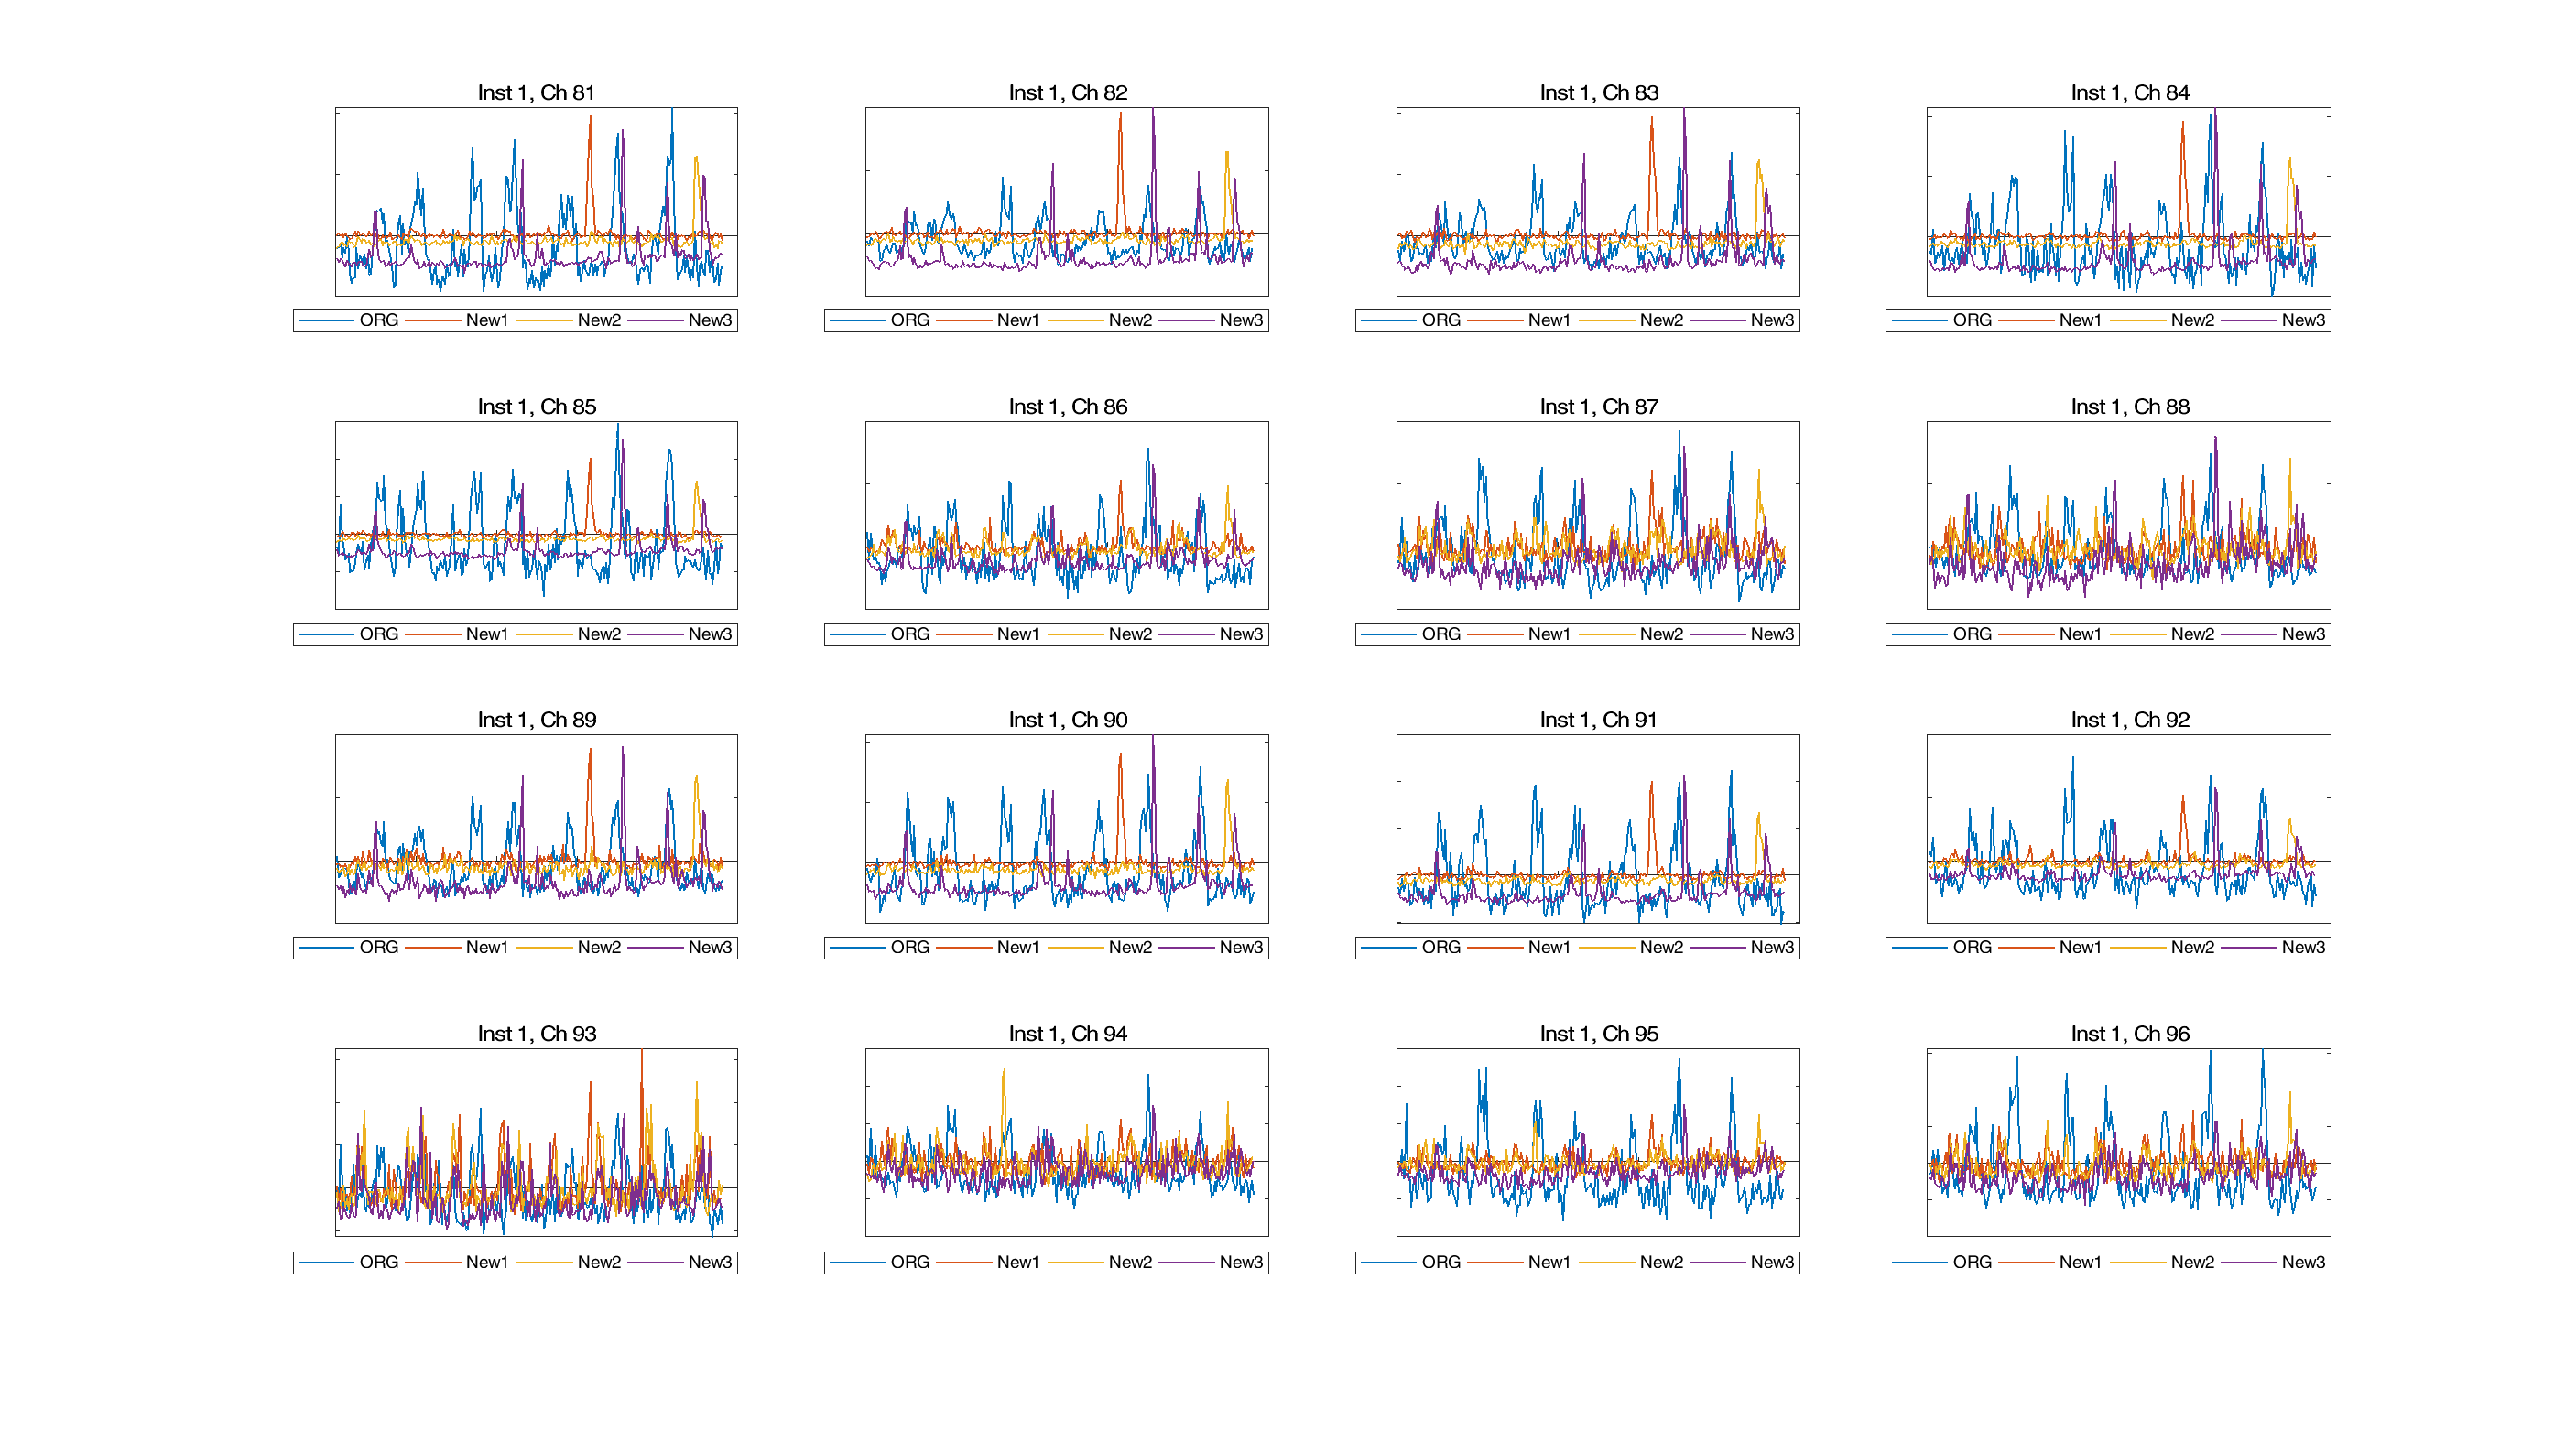 Inst 1, Ch 81
Inst 1, Ch 82
Inst 1, Ch 83
Inst 1, Ch 84
ORG New1 New2 New3
ORG New1 New2 New3
ORG New1 New2 New3
ORG New1 New2 New3
Inst 1, Ch 85
Inst 1, Ch 86
Inst 1, Ch 87
Inst 1, Ch 88
ORG New1 New2 New3
ORG New1 New2 New3
ORG New1 New2 New3
ORG New1 New2 New3
Inst 1, Ch 89
Inst 1, Ch 90
Inst 1, Ch 91
Inst 1, Ch 92
ORG New1 New2 New3
ORG New1 New2 New3
ORG New1 New2 New3
ORG New1 New2 New3
Inst 1, Ch 93
Inst 1, Ch 94
Inst 1, Ch 95
Inst 1, Ch 96
ORG New1 New2 New3
ORG New1 New2 New3
ORG New1 New2 New3
ORG New1 New2 New3